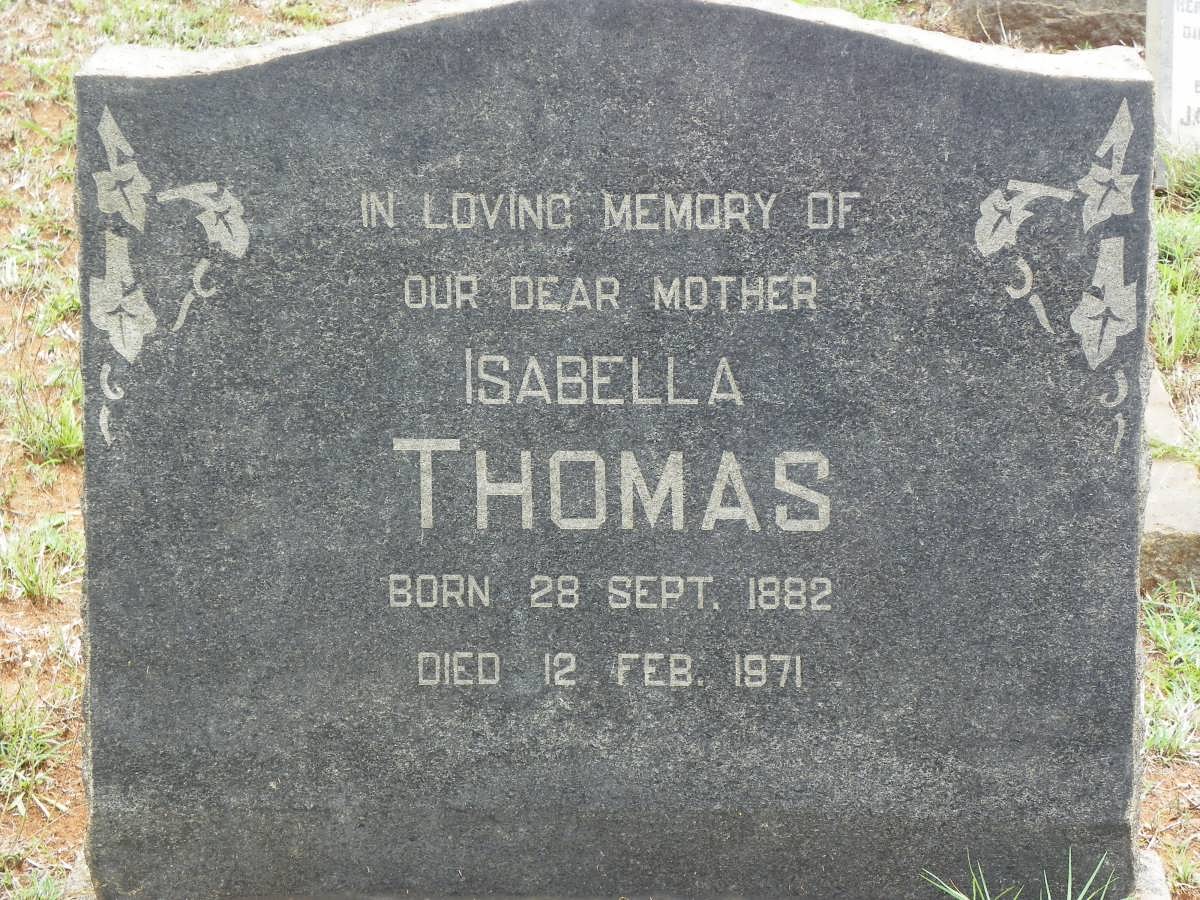 IN LOVING MEMORY OF
OUR DEAR MOTHER
ISABELLA
THOMAS
BORN 28 SEPT. 1882
DIED 12 FEB. 1971